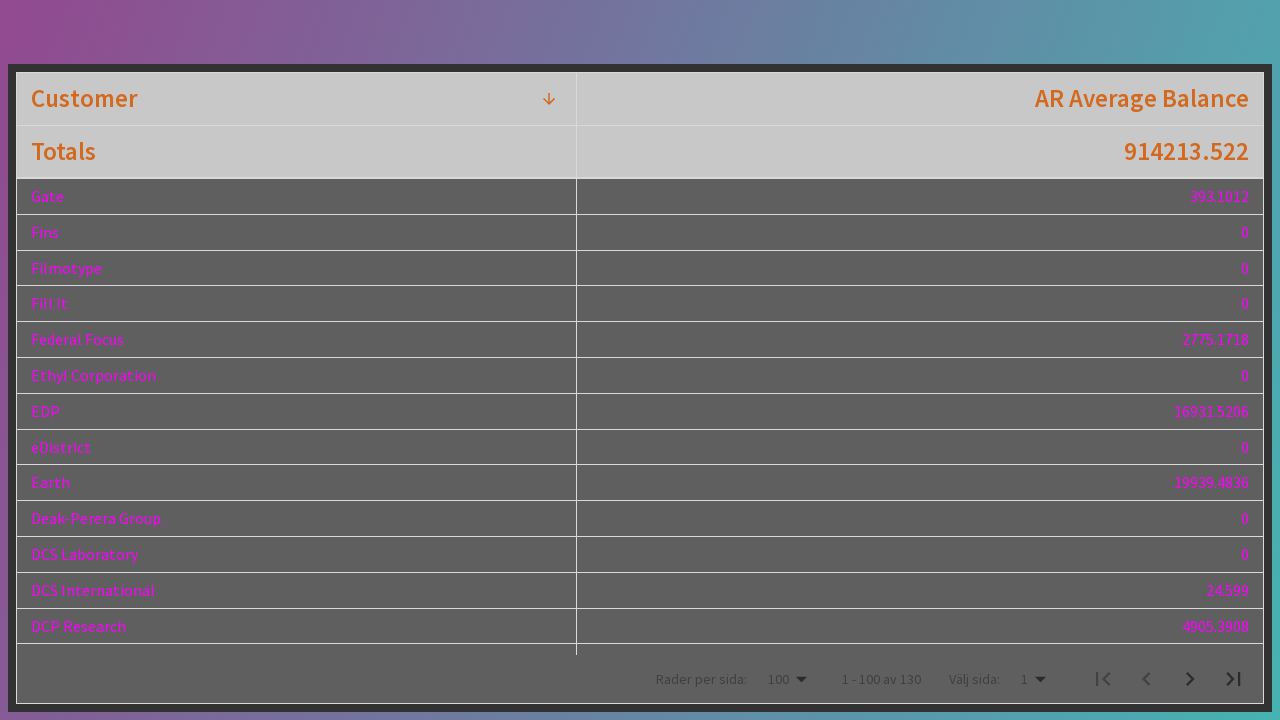 Customer AR Average Balance
Totals 914213.522
Gate 393.1012
Fins 0
Filmotype 0
Fill It 0
Federal Focus 2775.1718
Ethyl Corporation 0
EDP 16931.5206
eDistrict 0
Earth 19939.4836
Deak-Perera Group 0
DCS Laboratory 0
DCS International 24.599
DCP Research 4905.3908
Rader per sida: 100 1 - 100 av 130 Välj sida: 1